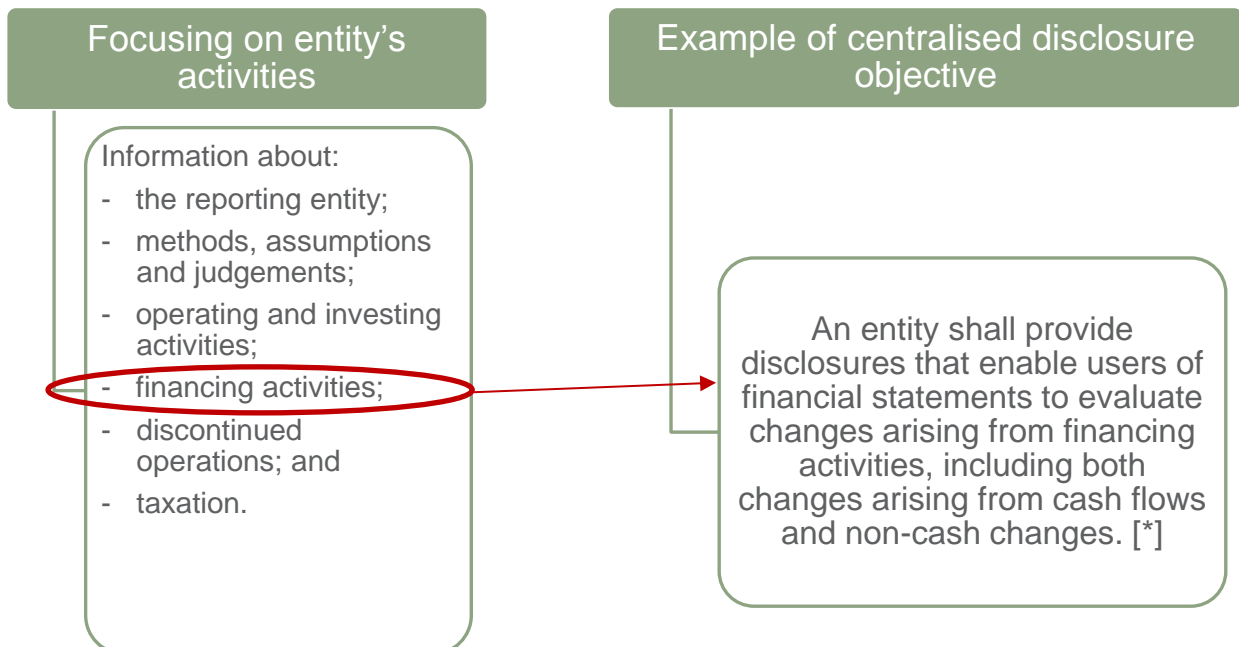 Focusing on entity's
activities
Information about:
- the reporting entity;
- methods, assumptions
and judgements;
- operating and investing
activities;
- financing activities;
- discontinued
operations; and
- taxation.
Example of centralised disclosure
objective
An entity shall provide
disclosures that enable users of
financial statements to evaluate
changes arising from financing
activities, including both
changes arising from cash flows
and non-cash changes. [*]